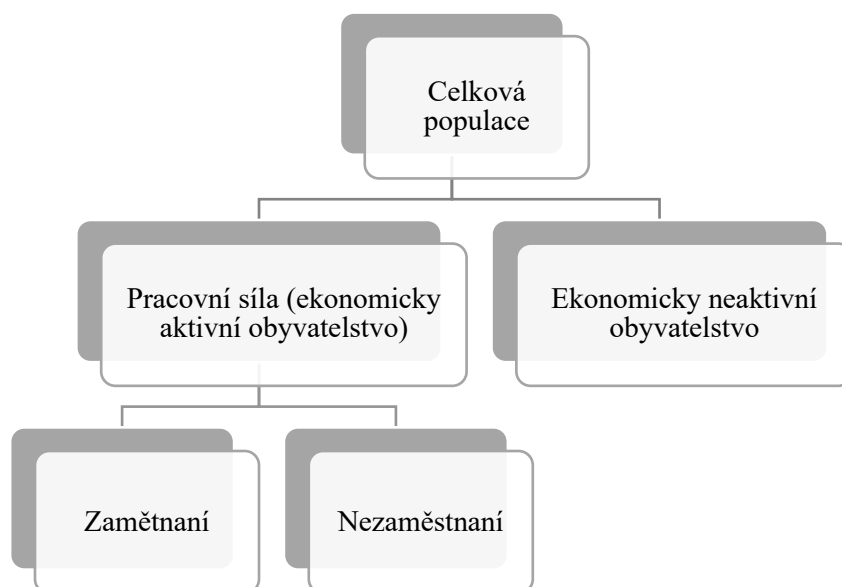 Celková
populace
Pracovní síla (ekonomicky
aktivní obyvatelstvo)
Ekonomicky neaktivní
obyvatelstvo
Zamětnaní
Nezaměstnaní